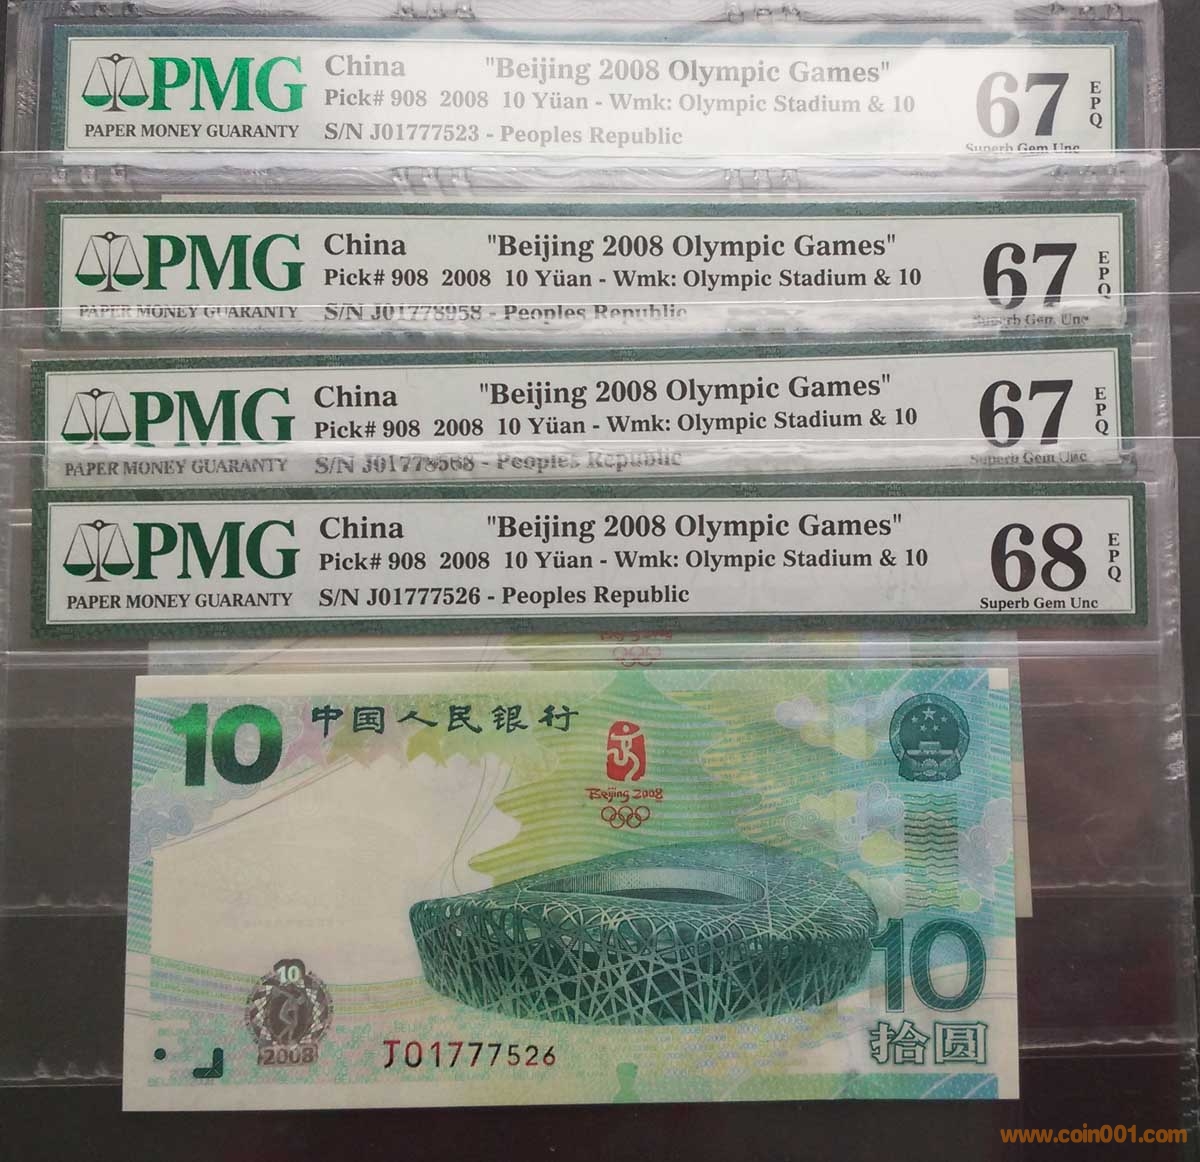 PMG
PAPER MONEY GUARANTY
China "Beijing 2008 Olympic Games"
Pick# 908 2008 10 Yüan - Wmk: Olympic Stadium & 10
S/N J01777523 - Peoples Republic
67 EPQ
Superb Gem Unc
PMG
PAPER MONEY GUARANTY
China "Beijing 2008 Olympic Games"
Pick# 908 2008 10 Yüan - Wmk: Olympic Stadium & 10
S/N J01778958 - Peoples Republic
67 EPQ
Superb Gem Unc
PMG
PAPER MONEY GUARANTY
China "Beijing 2008 Olympic Games"
Pick# 908 2008 10 Yüan - Wmk: Olympic Stadium & 10
S/N - Peoples Republic
67 EPQ
Superb Gem Unc
PMG
PAPER MONEY GUARANTY
China "Beijing 2008 Olympic Games"
Pick# 908 2008 10 Yüan - Wmk: Olympic Stadium & 10
S/N J01777526 - Peoples Republic
68 EPQ
Superb Gem Unc
10 中国人民银行
Beijing 2008
10
10
拾圆
2008
J01777526
www.coin001.com